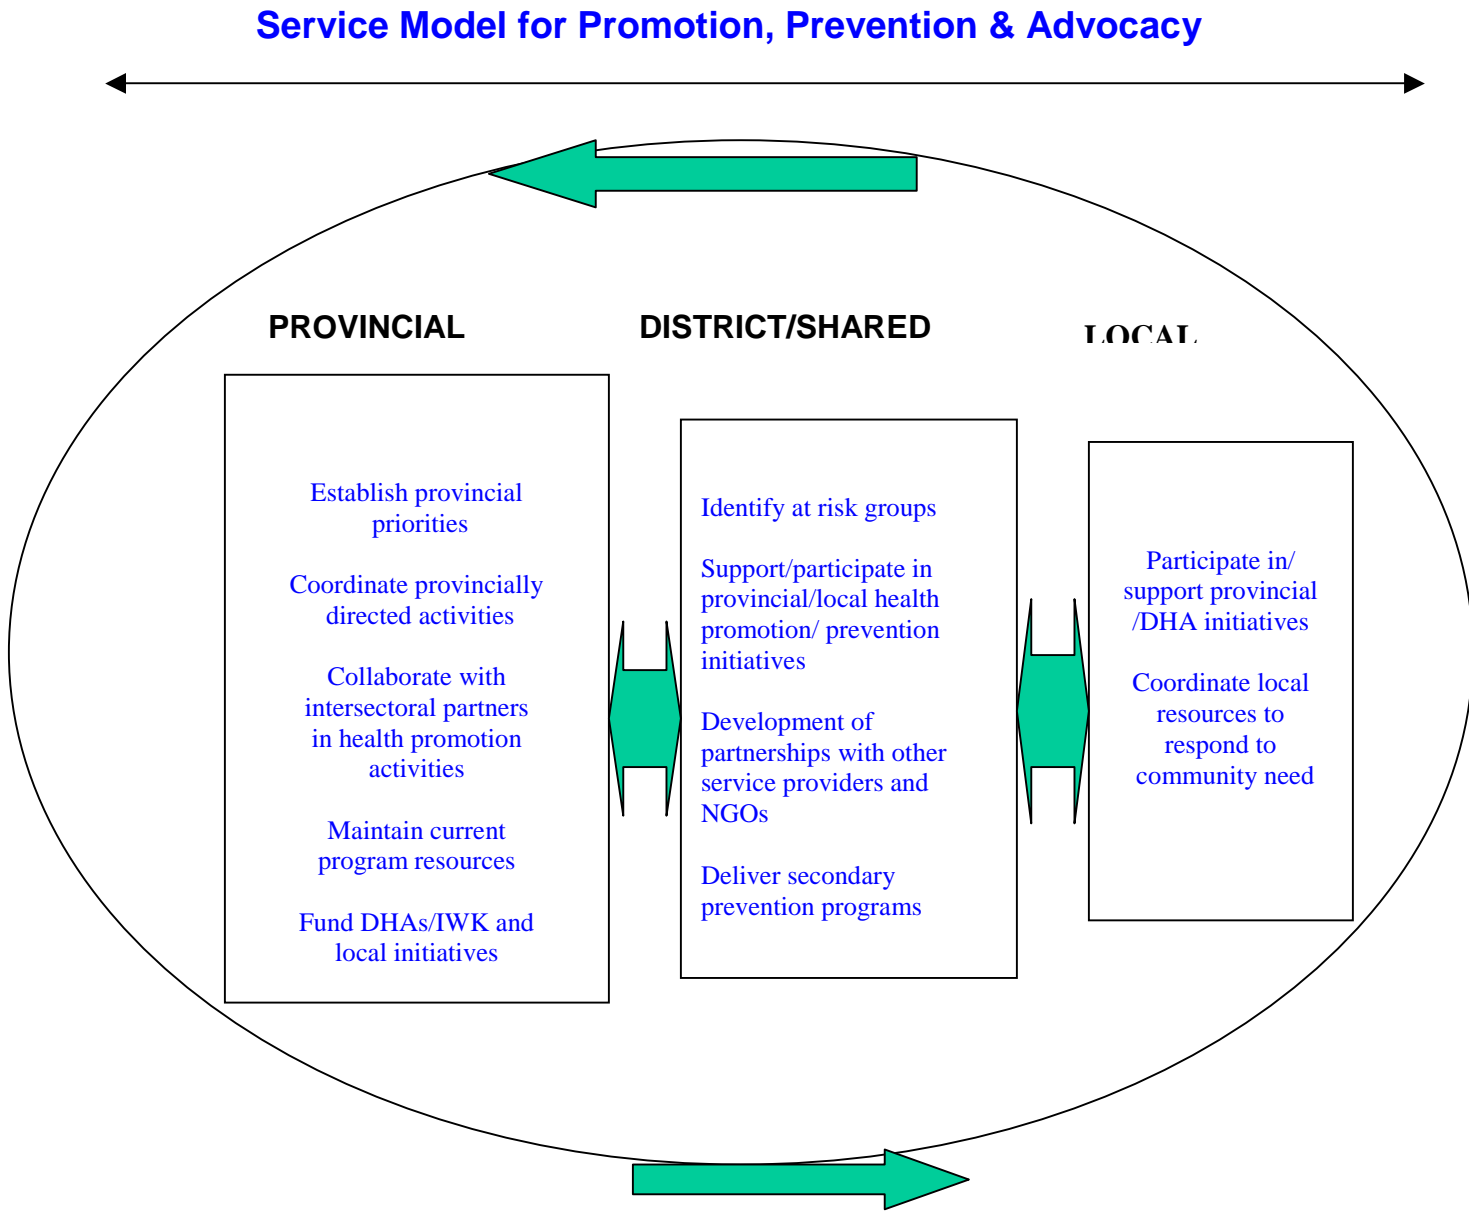 Service Model for Promotion, Prevention & Advocacy
PROVINCIAL
DISTRICT/SHARED
LOCAL
Establish provincial
priorities
Coordinate provincially
directed activities
Collaborate with
intersectoral partners
in health promotion
activities
Maintain current
program resources
Fund DHAs/IWK and
local initiatives
Identify at risk groups
Support/participate in
provincial/local health
promotion/ prevention
initiatives
Development of
partnerships with other
service providers and
NGOs
Deliver secondary
prevention programs
Participate in/
support provincial
/DHA initiatives
Coordinate local
resources to
respond to
community need